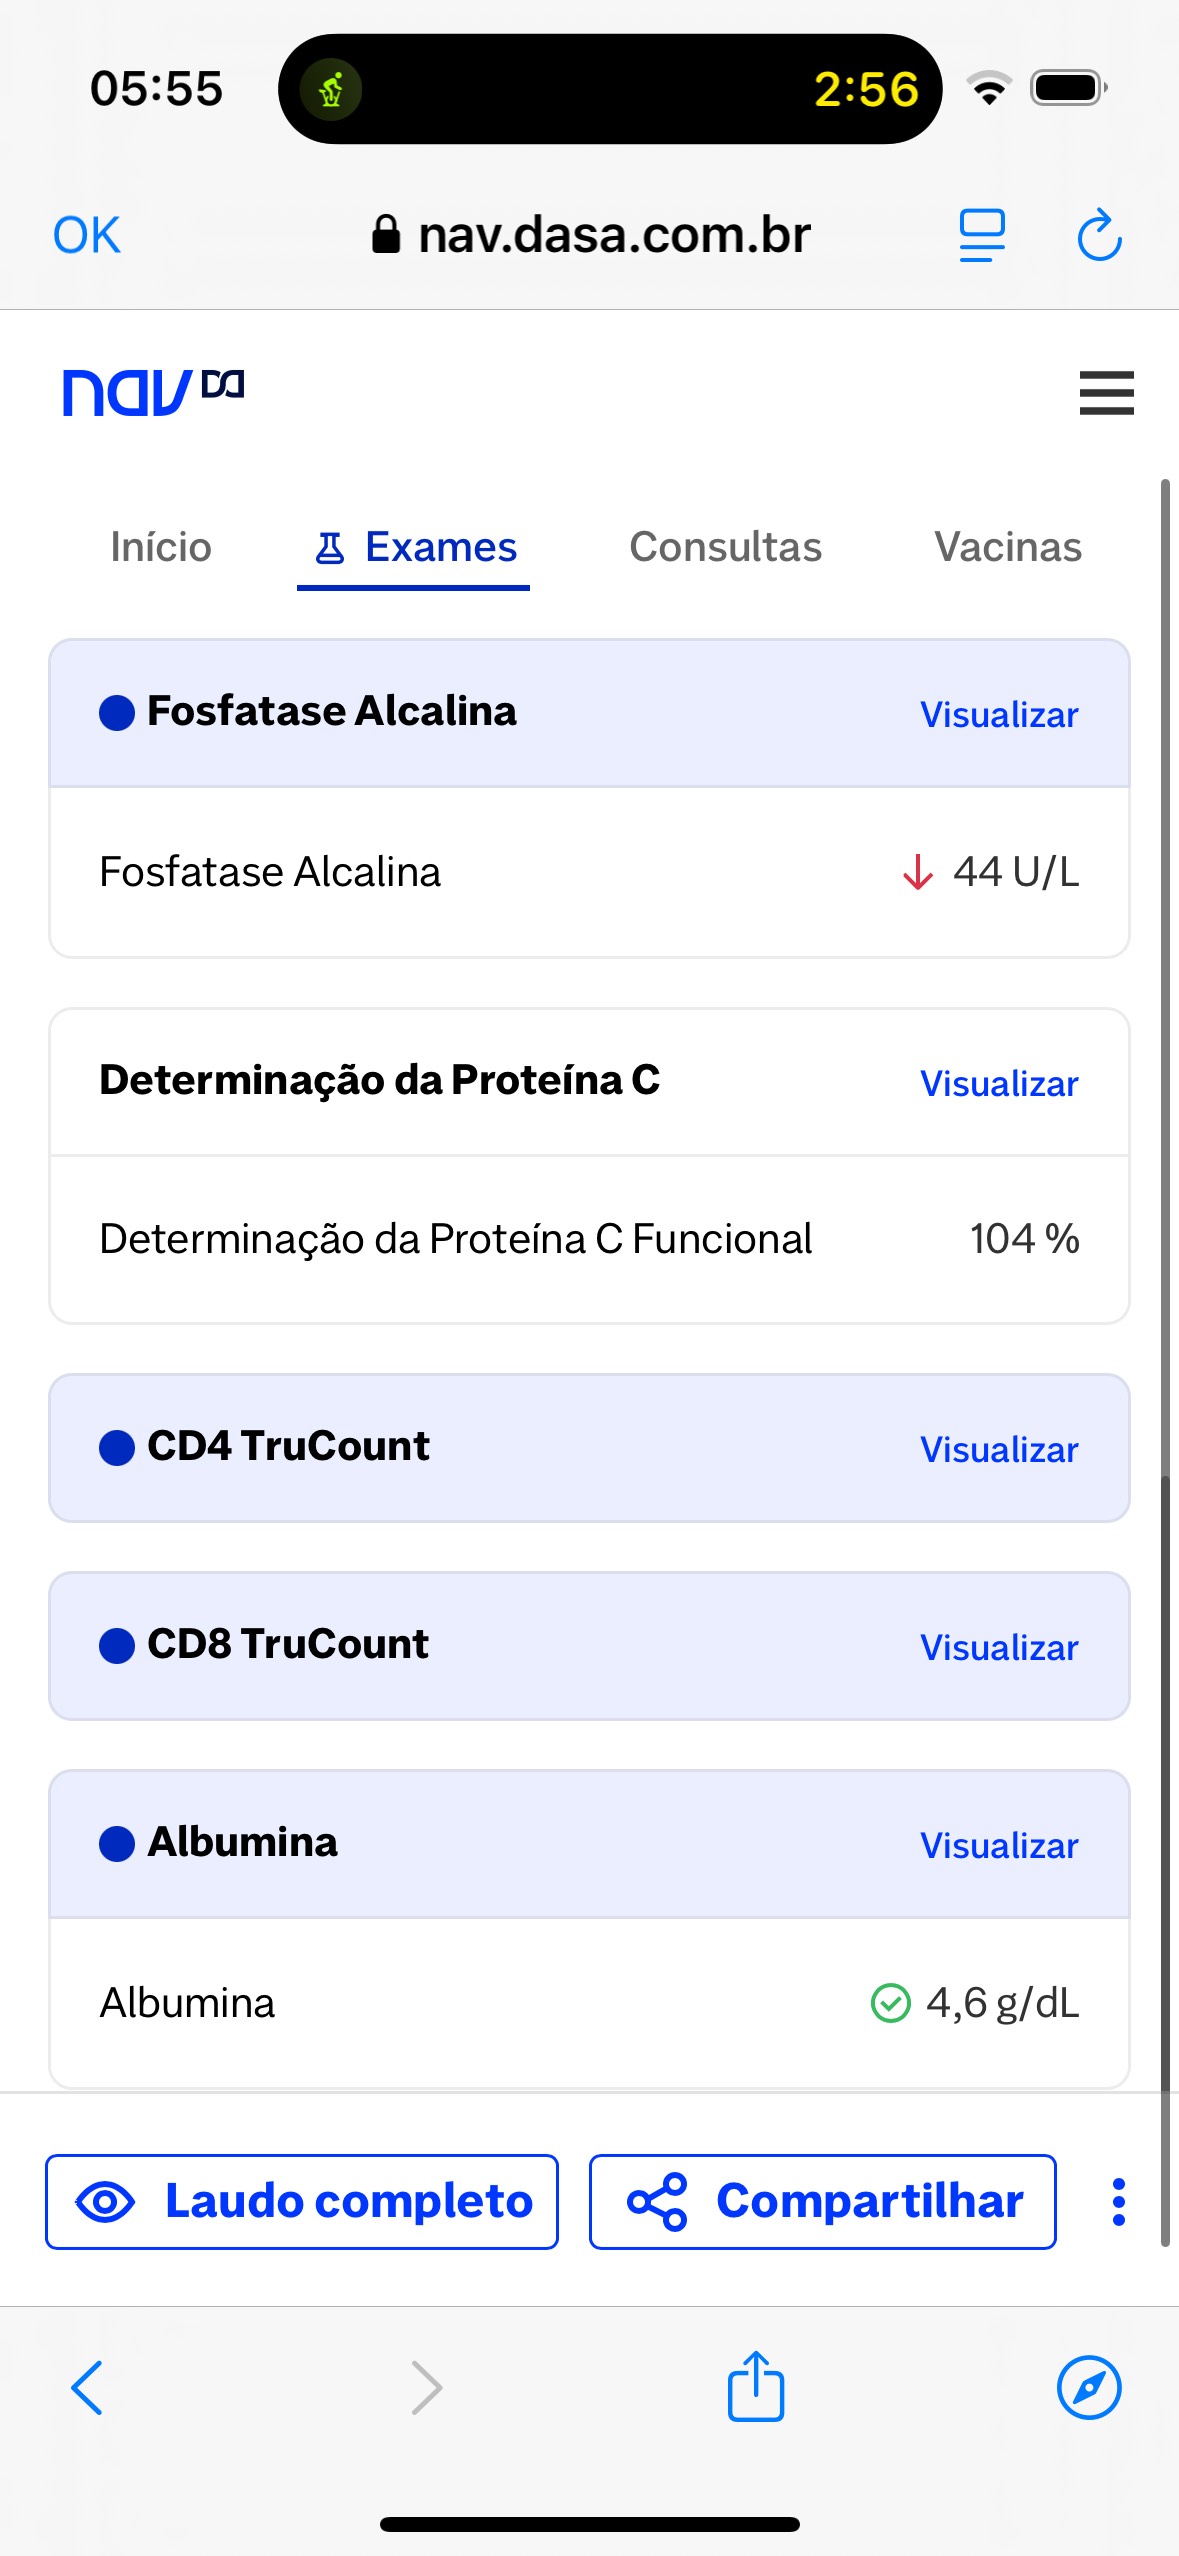 05:55
2:56
OK
nav.dasa.com.br
nav
Início
Exames
Consultas
Vacinas
Fosfatase Alcalina
Visualizar
Fosfatase Alcalina
44 U/L
Determinação da Proteína C
Visualizar
Determinação da Proteína C Funcional
104 %
CD4 TruCount
Visualizar
CD8 TruCount
Visualizar
Albumina
Visualizar
Albumina
4,6 g/dL
Laudo completo
Compartilhar